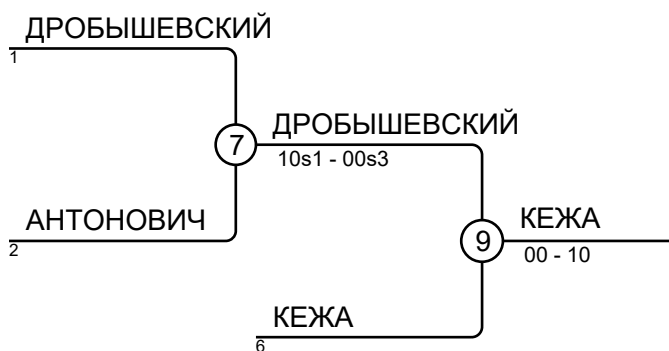 ДРОБЫШЕВСКИЙ
1
7
ДРОБЫШЕВСКИЙ
10s1 - 00s3
АНТОНОВИЧ
2
9
КЕЖА
00 - 10
КЕЖА
6